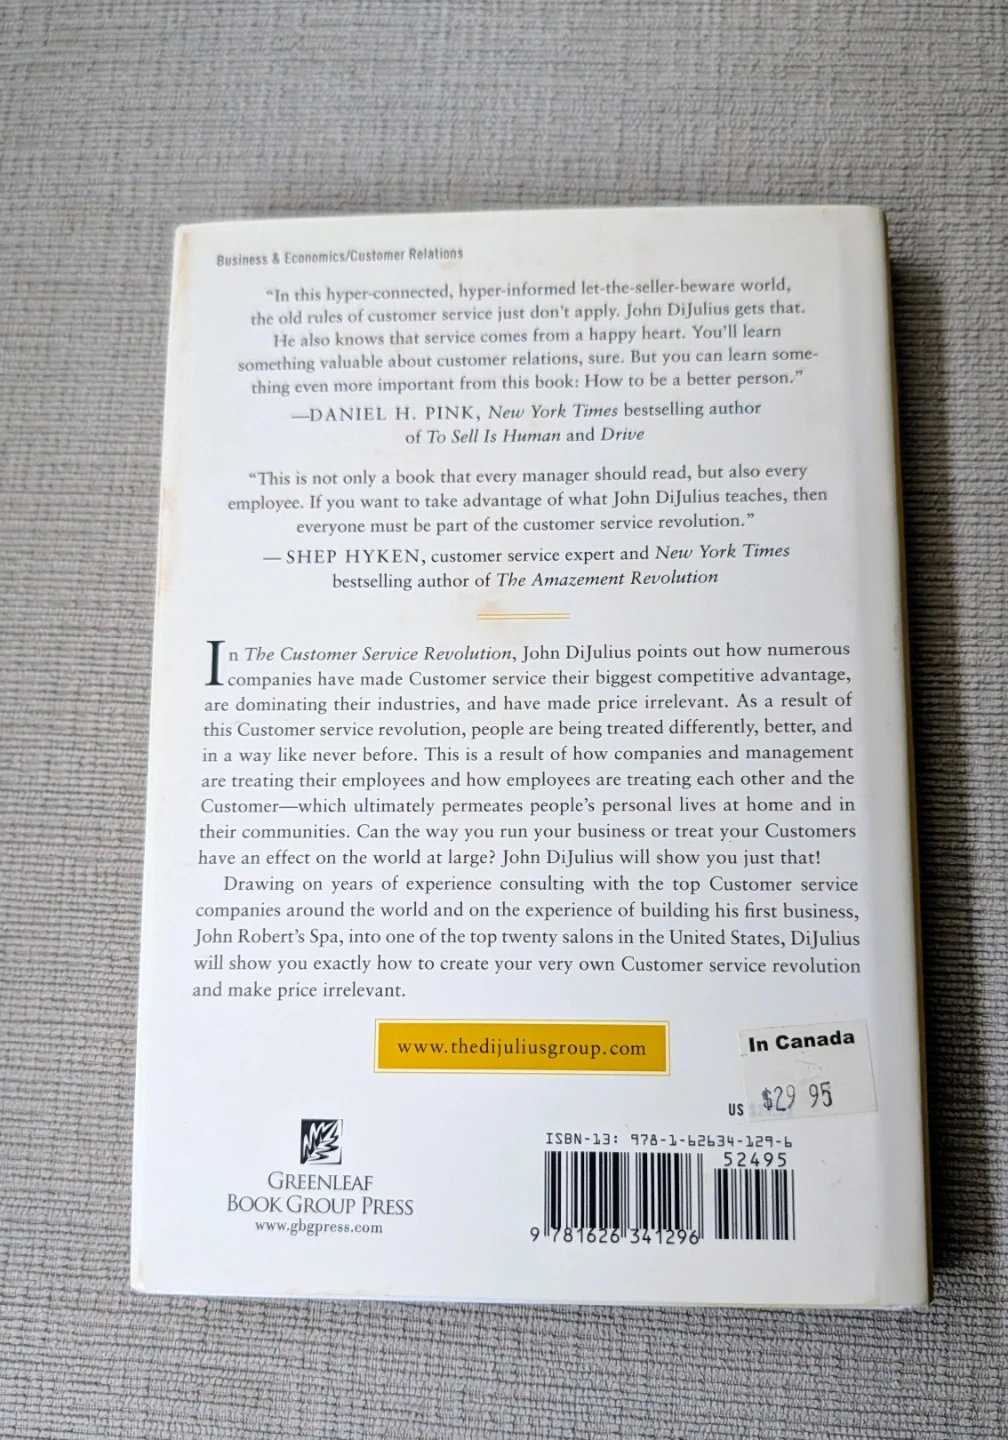 Business & Economics/Customer Relations
“In this hyper-connected, hyper-informed let-the-seller-beware world,
the old rules of customer service just don’t apply. John DiJulius gets that.
He also knows that service comes from a happy heart. You’ll learn
something valuable about customer relations, sure. But you can learn some-
thing even more important from this book: How to be a better person.”
—DANIEL H. PINK, New York Times bestselling author
of To Sell Is Human and Drive
“This is not only a book that every manager should read, but also every
employee. If you want to take advantage of what John DiJulius teaches, then
everyone must be part of the customer service revolution.”
— SHEP HYKEN, customer service expert and New York Times
bestselling author of The Amazement Revolution
In The Customer Service Revolution, John DiJulius points out how numerous
companies have made Customer service their biggest competitive advantage,
are dominating their industries, and have made price irrelevant. As a result of
this Customer service revolution, people are being treated differently, better, and
in a way like never before. This is a result of how companies and management
are treating their employees and how employees are treating each other and the
Customer—which ultimately permeates people’s personal lives at home and in
their communities. Can the way you run your business or treat your Customers
have an effect on the world at large? John DiJulius will show you just that!
Drawing on years of experience consulting with the top Customer service
companies around the world and on the experience of building his first business,
John Robert’s Spa, into one of the top twenty salons in the United States, DiJulius
will show you exactly how to create your very own Customer service revolution
and make price irrelevant.
www.thedijuliusgroup.com
In Canada
$29 95
US
ISBN-13: 978-1-62634-129-6
52495
9 781626 341296
GREENLEAF
BOOK GROUP PRESS
www.gbgpress.com